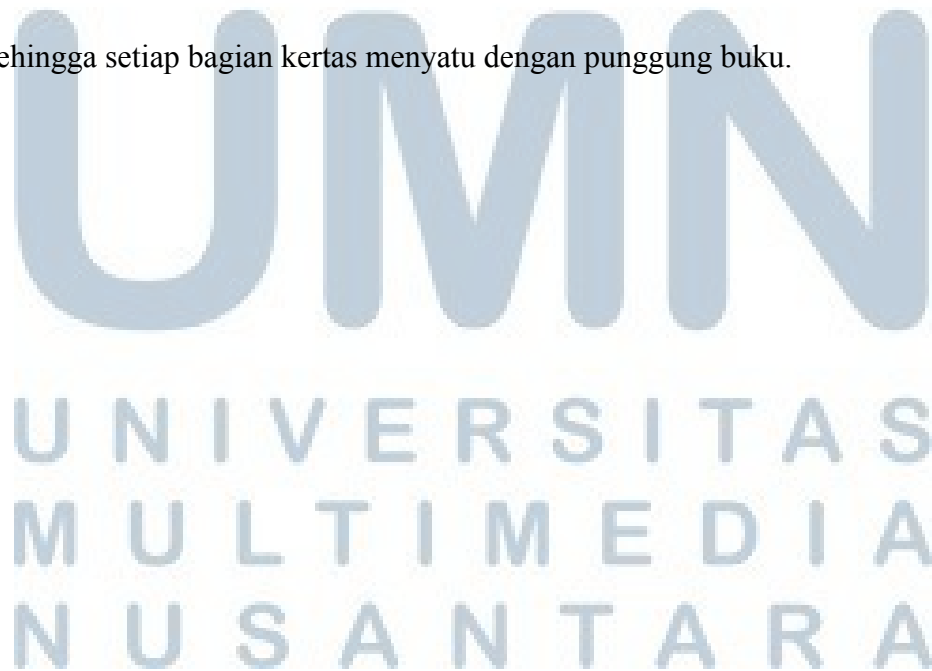 ehingga setiap bagian kertas menyatu dengan punggung buku.
UMN
UNIVERSITAS
MULTIMEDIA
NUSANTARA